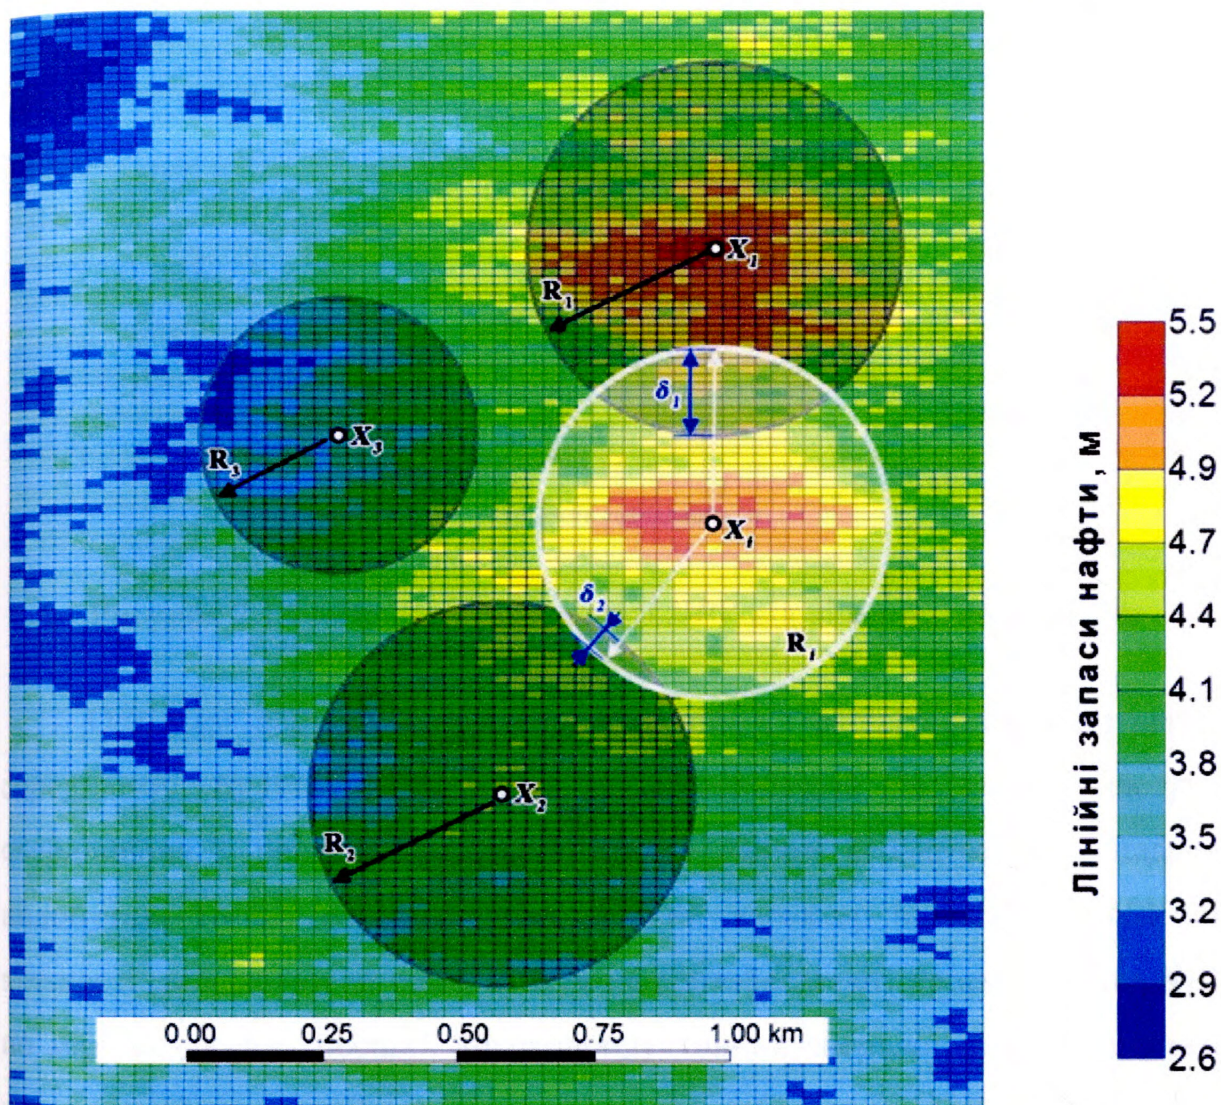 X₁
R₁
δ₁
X₃
R₃
Xᵢ
δ₂
Rᵢ
X₂
R₂
0.00 0.25 0.50 0.75 1.00 km
Лінійні запаси нафти, м
5.5
5.2
4.9
4.7
4.4
4.1
3.8
3.5
3.2
2.9
2.6